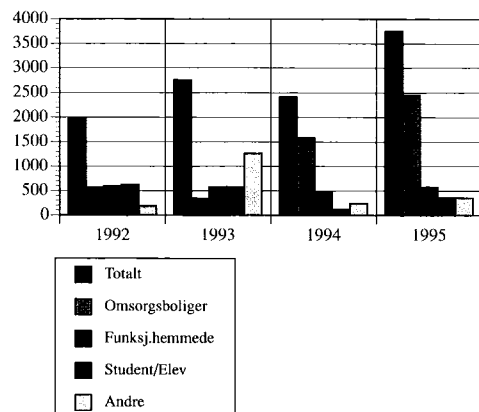 4000
3500
3000
2500
2000
1500
1000
500
0
1992 1993 1994 1995
Totalt
Omsorgsboliger
Funksj.hemmede
Student/Elev
Andre